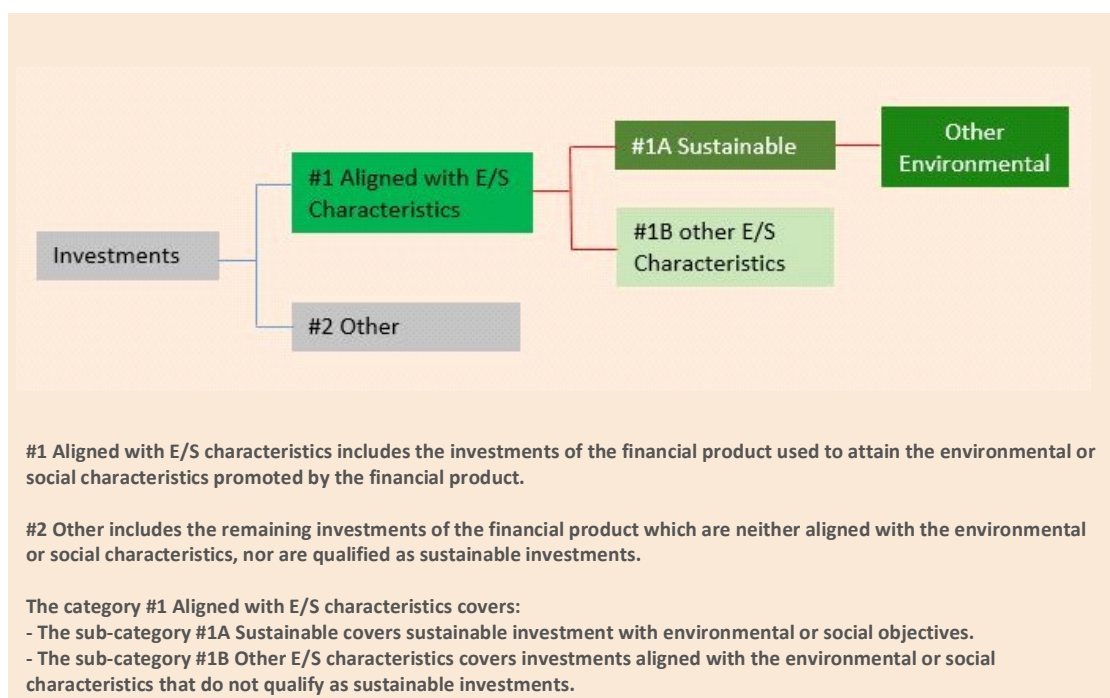 #1A Sustainable
Other
Environmental
#1 Aligned with E/S
Characteristics
#1B other E/S
Characteristics
Investments
#2 Other
#1 Aligned with E/S characteristics includes the investments of the financial product used to attain the environmental or
social characteristics promoted by the financial product.
#2 Other includes the remaining investments of the financial product which are neither aligned with the environmental
or social characteristics, nor are qualified as sustainable investments.
The category #1 Aligned with E/S characteristics covers:
- The sub-category #1A Sustainable covers sustainable investment with environmental or social objectives.
- The sub-category #1B Other E/S characteristics covers investments aligned with the environmental or social
characteristics that do not qualify as sustainable investments.